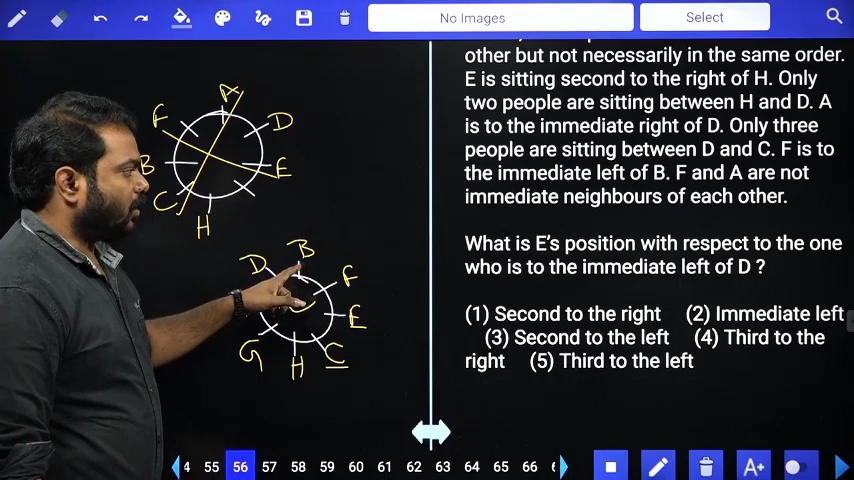 No Images
Select
other but not necessarily in the same order.
E is sitting second to the right of H. Only
two people are sitting between H and D. A
is to the immediate right of D. Only three
people are sitting between D and C. F is to
the immediate left of B. F and A are not
immediate neighbours of each other.
What is E's position with respect to the one
who is to the immediate left of D ?
(1) Second to the right (2) Immediate left
(3) Second to the left (4) Third to the
right (5) Third to the left
A
F
D
B
E
C
H
B
D
F
E
G
C
H
4 55 56 57 58 59 60 61 62 63 64 65 66
A+